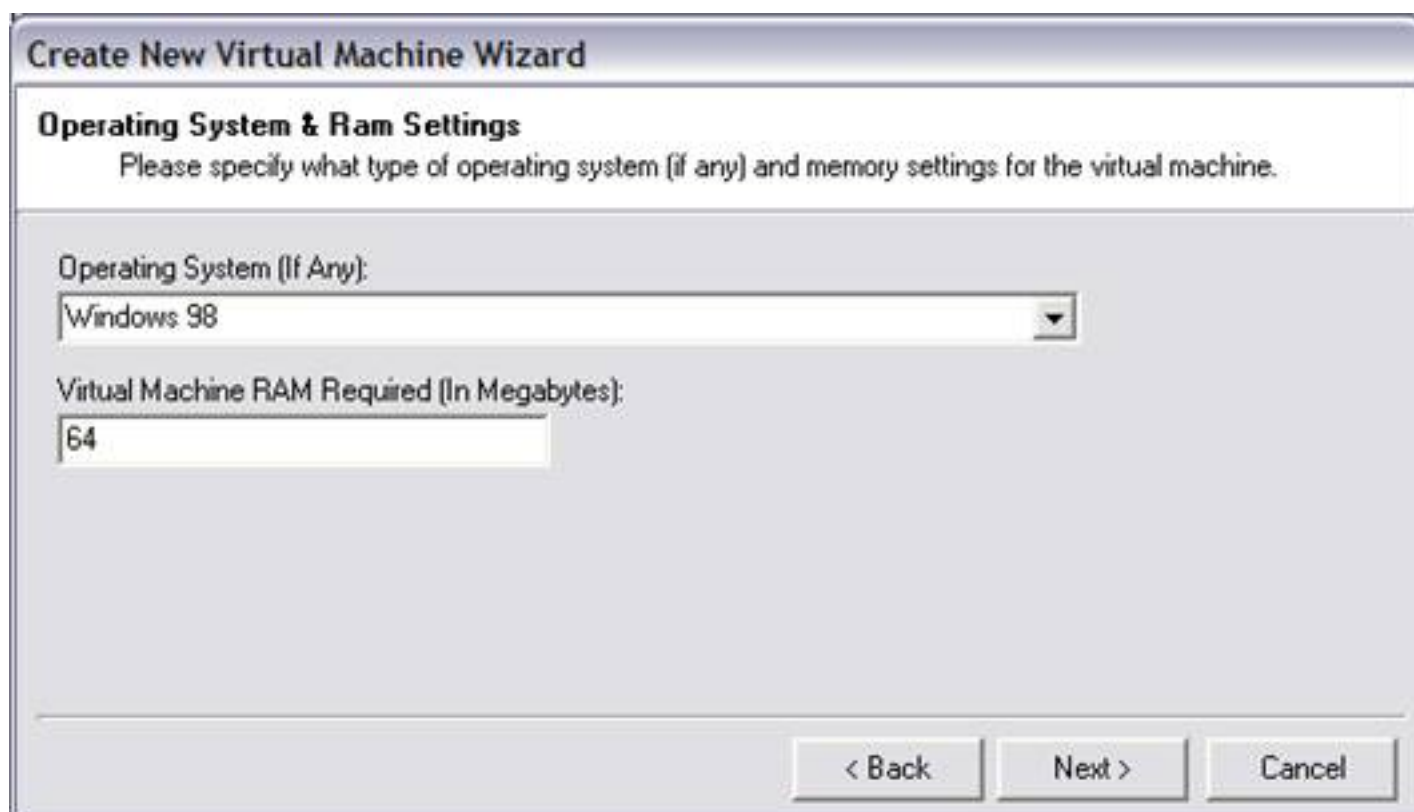 Create New Virtual Machine Wizard
Operating System & Ram Settings
Please specify what type of operating system (if any) and memory settings for the virtual machine.
Operating System (If Any):
Windows 98
Virtual Machine RAM Required (In Megabytes):
64
< Back
Next >
Cancel